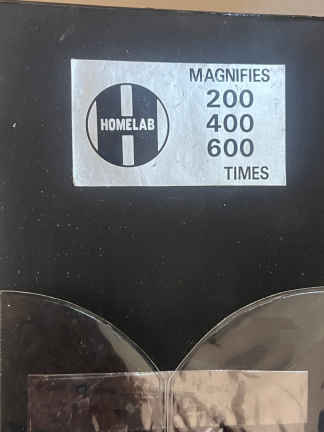 MAGNIFIES
HOMELAB
200
400
600
TIMES